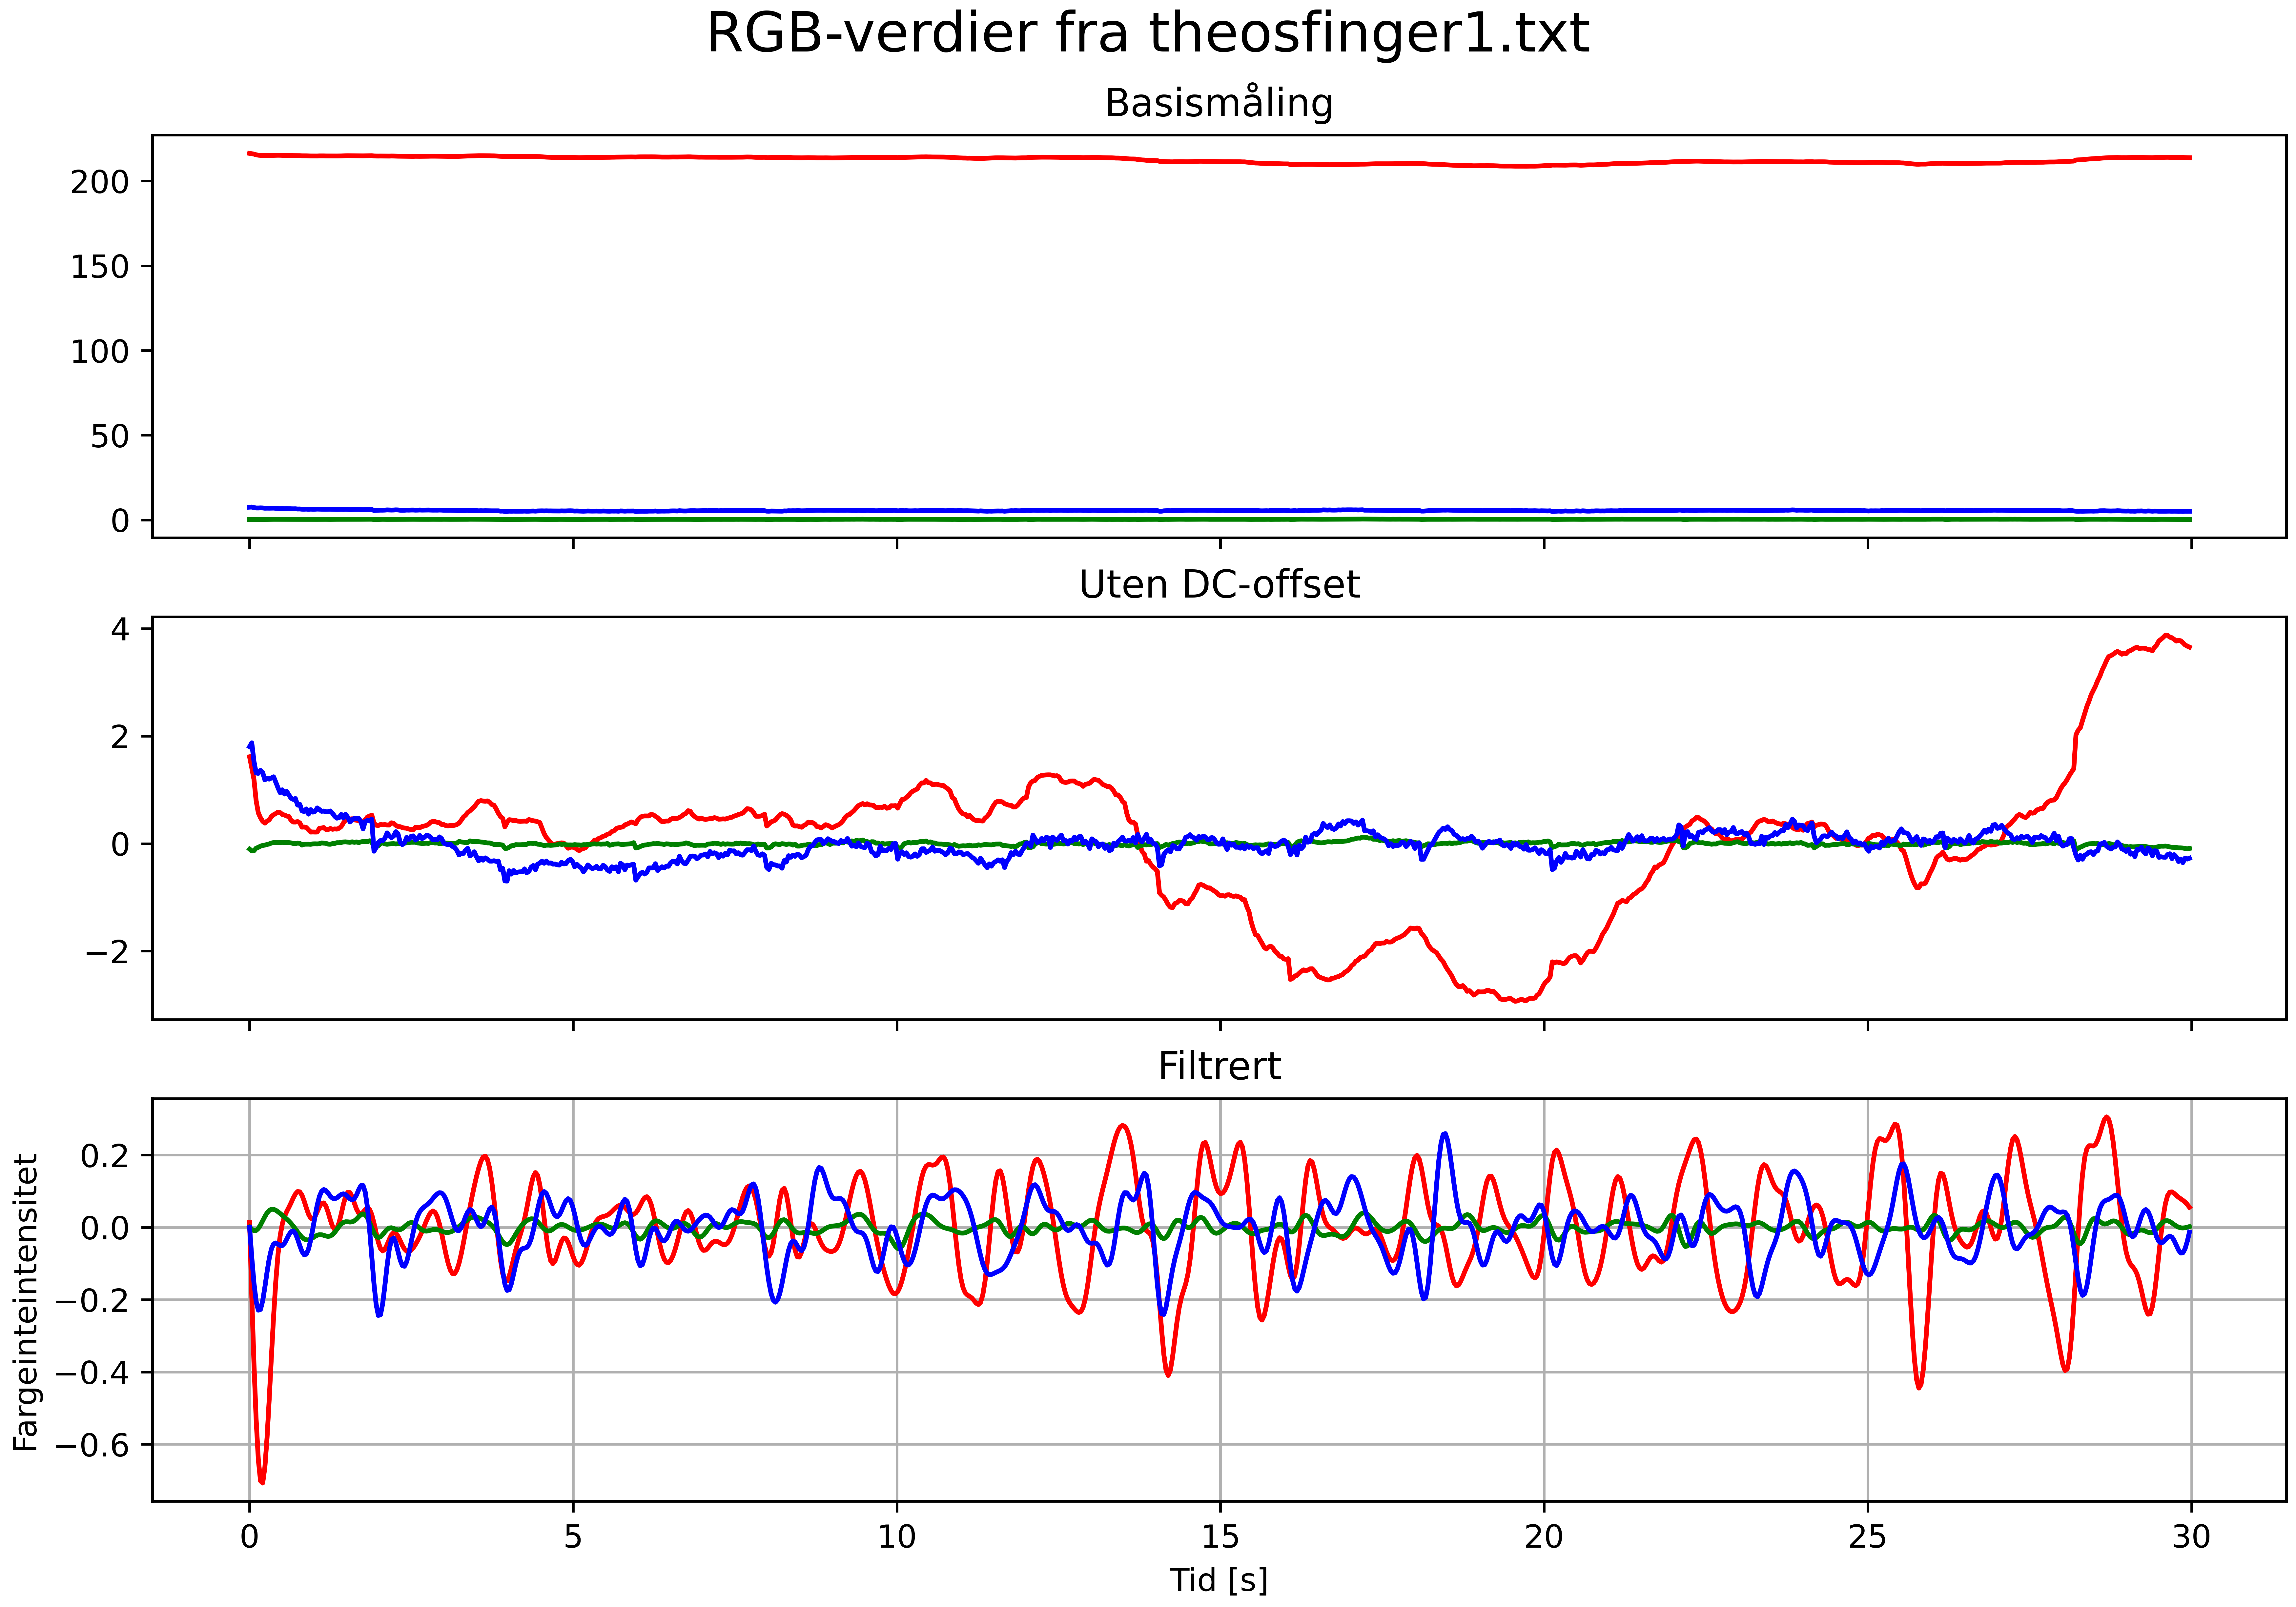 RGB-verdier fra theosfinger1.txt
Basismåling
200
150
100
50
0
Uten DC-offset
4
2
0
−2
Filtrert
Fargeinteintensitet
0.2
0.0
−0.2
−0.4
−0.6
0 5 10 15 20 25 30
Tid [s]